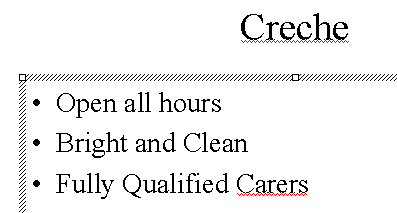 Creche
• Open all hours
• Bright and Clean
• Fully Qualified Carers